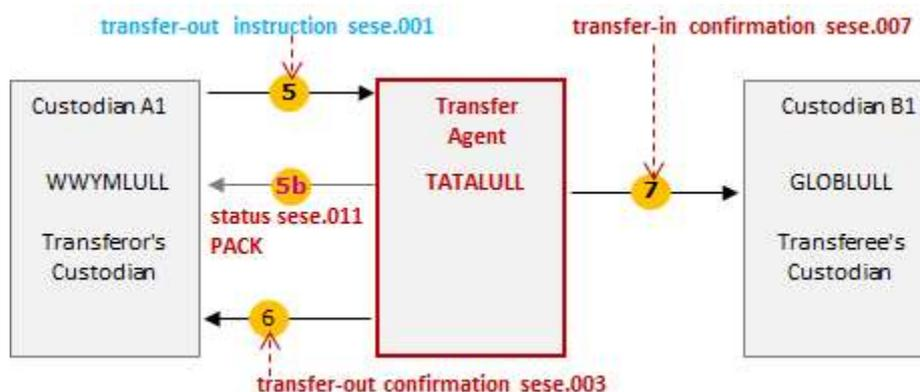 transfer-out instruction sese.001
transfer-in confirmation sese.007
5
Custodian A1
WWYMLULL
Transferor's
Custodian
5b
status sese.011
PACK
6
Transfer
Agent
TATALULL
7
Custodian B1
GLOBLULL
Transferee's
Custodian
transfer-out confirmation sese.003